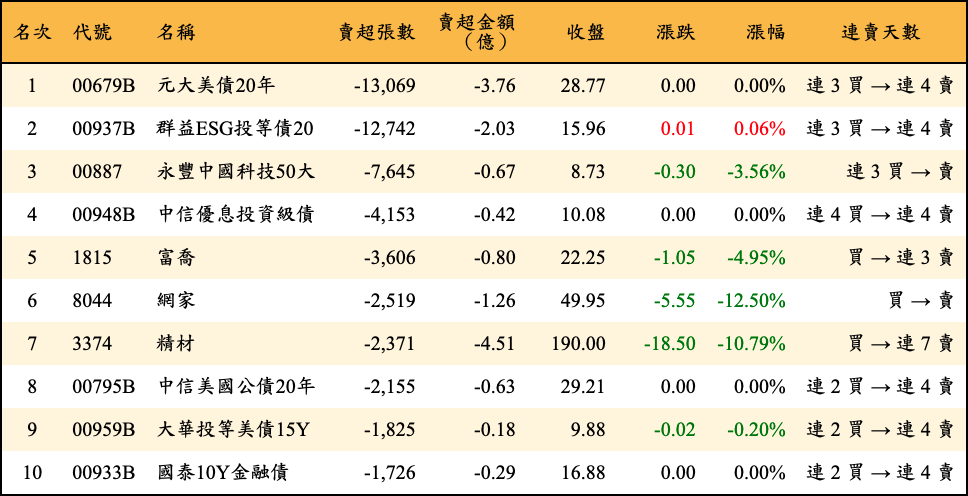 名次 代號 名稱 賣超張數 賣超金額（億） 收盤 漲跌 漲幅 連賣天數
1 00679B 元大美債20年 -13,069 -3.76 28.77 0.00 0.00% 連 3 買 → 連 4 賣
2 00937B 群益ESG投等債20 -12,742 -2.03 15.96 0.01 0.06% 連 3 買 → 連 4 賣
3 00887 永豐中國科技50大 -7,645 -0.67 8.73 -0.30 -3.56% 連 3 買 → 賣
4 00948B 中信優息投資級債 -4,153 -0.42 10.08 0.00 0.00% 連 4 買 → 連 4 賣
5 1815 富喬 -3,606 -0.80 22.25 -1.05 -4.95% 買 → 連 3 賣
6 8044 網家 -2,519 -1.26 49.95 -5.55 -12.50% 買 → 賣
7 3374 精材 -2,371 -4.51 190.00 -18.50 -10.79% 買 → 連 7 賣
8 00795B 中信美國公債20年 -2,155 -0.63 29.21 0.00 0.00% 連 2 買 → 連 4 賣
9 00959B 大華投等美債15Y -1,825 -0.18 9.88 -0.02 -0.20% 連 2 買 → 連 4 賣
10 00933B 國泰10Y金融債 -1,726 -0.29 16.88 0.00 0.00% 連 2 買 → 連 4 賣